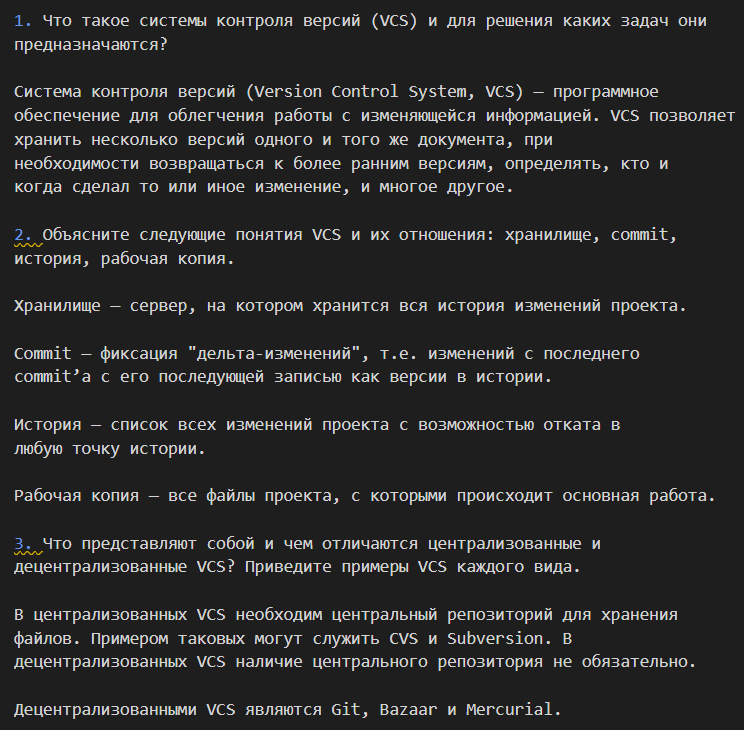 1. Что такое системы контроля версий (VCS) и для решения каких задач они
предназначаются?
Система контроля версий (Version Control System, VCS) — программное
обеспечение для облегчения работы с изменяющейся информацией. VCS позволяет
хранить несколько версий одного и того же документа, при
необходимости возвращаться к более ранним версиям, определять, кто и
когда сделал то или иное изменение, и многое другое.
2. Объясните следующие понятия VCS и их отношения: хранилище, commit,
история, рабочая копия.
Хранилище — сервер, на котором хранится вся история изменений проекта.
Commit — фиксация "дельта-изменений", т.е. изменений с последнего
commit’а с его последующей записью как версии в истории.
История — список всех изменений проекта с возможностью отката в
любую точку истории.
Рабочая копия — все файлы проекта, с которыми происходит основная работа.
3. Что представляют собой и чем отличаются централизованные и
децентрализованные VCS? Приведите примеры VCS каждого вида.
В централизованных VCS необходим центральный репозиторий для хранения
файлов. Примером таковых могут служить CVS и Subversion. В
децентрализованных VCS наличие центрального репозитория не обязательно.
Децентрализованными VCS являются Git, Bazaar и Mercurial.